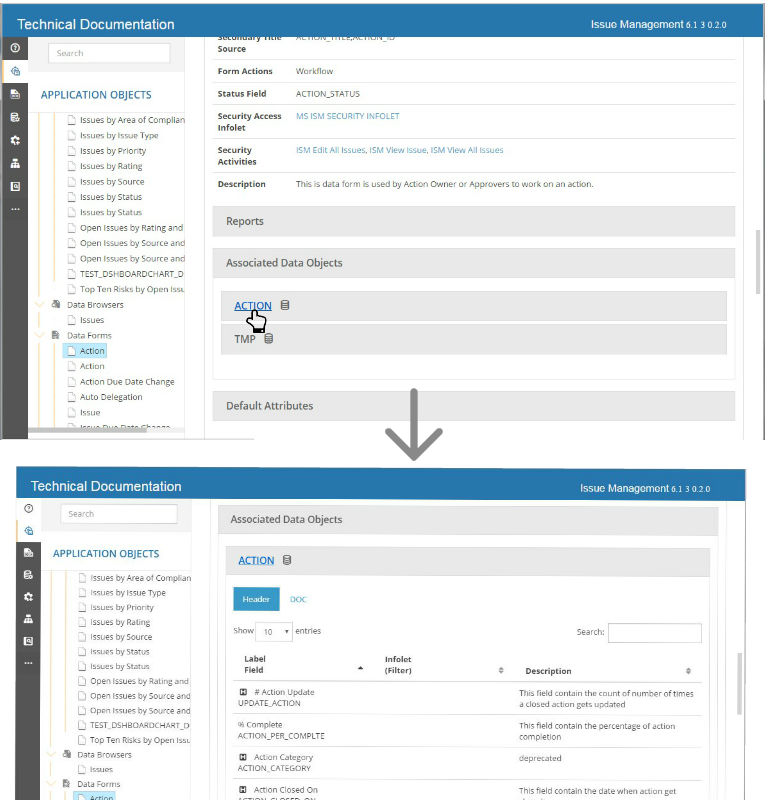 Technical Documentation
Issue Management 6.1 3 0.2.0
Search
APPLICATION OBJECTS
Issues by Area of Complian
Issues by Issue Type
Issues by Priority
Issues by Rating
Issues by Source
Issues by Status
Issues by Status
Open Issues by Rating and
Open Issues by Source and
Open Issues by Source and
TEST_DSHBOARDCHART_D
Top Ten Risks by Open Issu
Data Browsers
Issues
Data Forms
Action
Action
Action Due Date Change
Auto Delegation
Issue
Issue Due Date Change
Secondary Title ACTION_TITLE,ACTION_ID
Source
Form Actions Workflow
Status Field ACTION_STATUS
Security Access MS ISM SECURITY INFOLET
Infolet
Security ISM Edit All Issues, ISM View Issue, ISM View All Issues
Activities
Description This is data form is used by Action Owner or Approvers to work on an action.
Reports
Associated Data Objects
ACTION
TMP
Default Attributes
Technical Documentation
Issue Management 6.1 3 0.2.0
Search
APPLICATION OBJECTS
Issues by Area of Complian
Issues by Issue Type
Issues by Priority
Issues by Rating
Issues by Source
Issues by Status
Issues by Status
Open Issues by Rating and
Open Issues by Source and
Open Issues by Source and
TEST_DSHBOARDCHART_D
Top Ten Risks by Open Issu
Data Browsers
Issues
Data Forms
Action
Associated Data Objects
ACTION
Header DOC
Show 10 entries
Search:
Label Infolet
Field (Filter) Description
H # Action Update This field contain the count of number of times
UPDATE_ACTION a closed action gets updated
% Complete This field contain the percentage of action
ACTION_PER_COMPLTE completion
H Action Category deprecated
ACTION_CATEGORY
H Action Closed On This field contain the date when action get
ACTION_CLOSED_ON